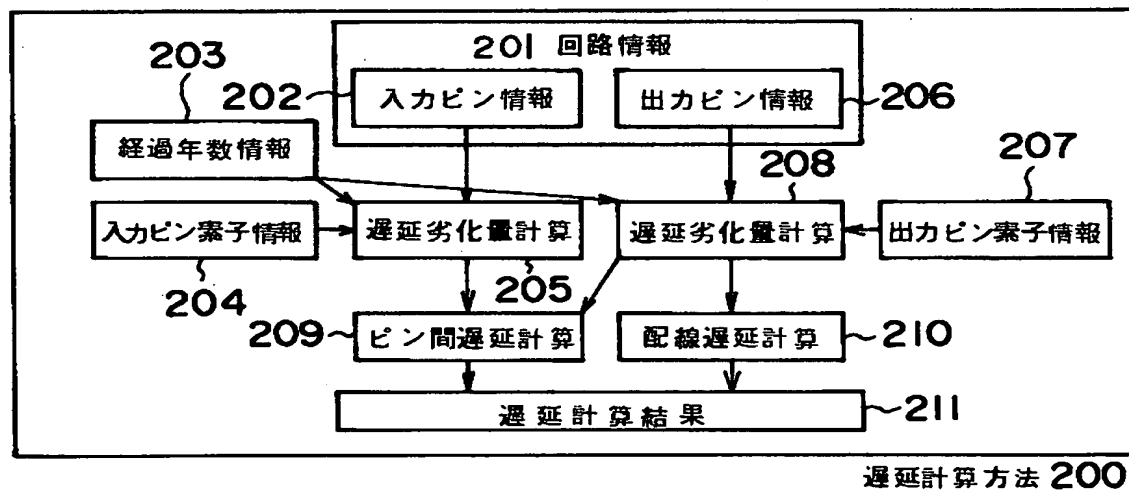 203
201 回路情報
202
入力ピン情報
出力ピン情報
206
経過年数情報
208
207
入力ピン素子情報
遅延劣化量計算
遅延劣化量計算
出力ピン素子情報
204
205
209
ピン間遅延計算
配線遅延計算
210
遅延計算結果
211
遅延計算方法 200